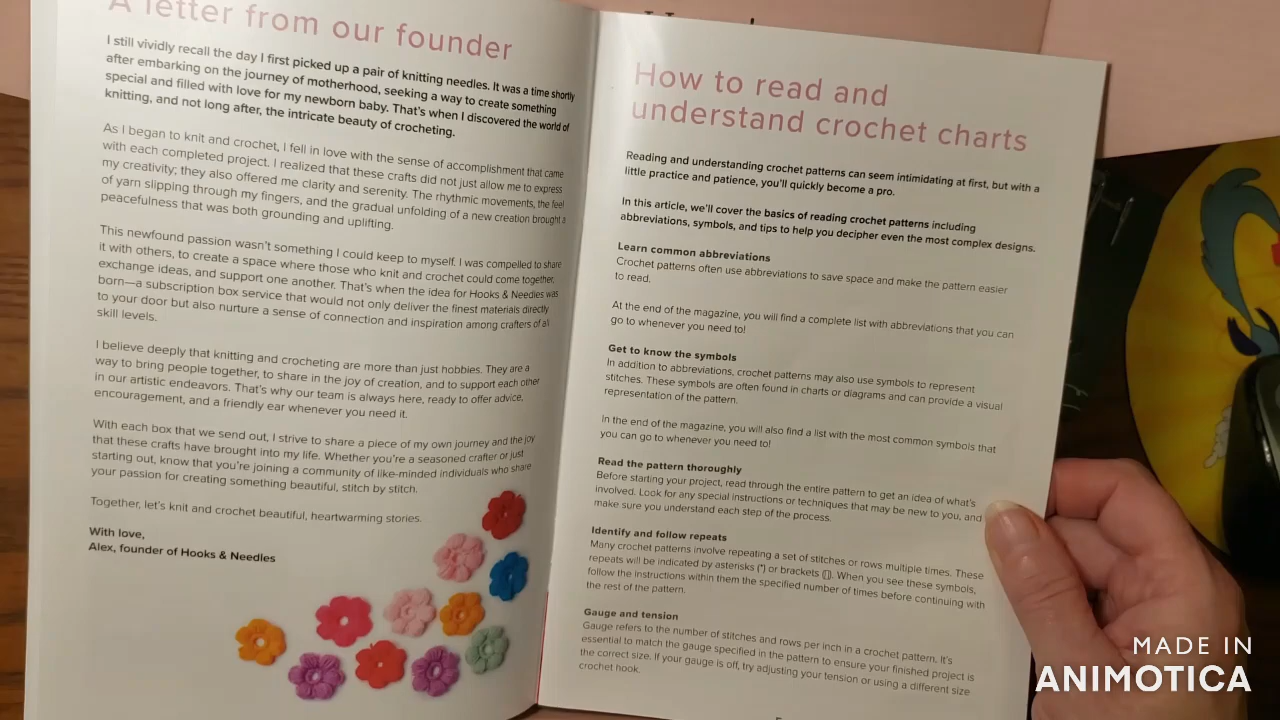 A letter from our founder
I still vividly recall the day I first picked up a pair of knitting needles. It was a time shortly
after embarking on the journey of motherhood, seeking a way to create something
special and filled with love for my newborn baby. That's when I discovered the world of
knitting, and not long after, the intricate beauty of crocheting.
As I began to knit and crochet, I fell in love with the sense of accomplishment that came
with each completed project. I realized that these crafts did not just allow me to express
my creativity; they also offered me clarity and serenity. The rhythmic movements, the feel
of yarn slipping through my fingers, and the gradual unfolding of a new creation brought a
peacefulness that was both grounding and uplifting.
This newfound passion wasn't something I could keep to myself. I was compelled to share
it with others, to create a space where those who knit and crochet could come together,
exchange ideas, and support one another. That's when the idea for Hooks & Needles was
born—a subscription box service that would not only deliver the finest materials directly
to your door but also nurture a sense of connection and inspiration among crafters of all
skill levels.
I believe deeply that knitting and crocheting are more than just hobbies. They are a
way to bring people together, to share in the joy of creation, and to support each other
in our artistic endeavors. That's why our team is always here, ready to offer advice,
encouragement, and a friendly ear whenever you need it.
With each box that we send out, I strive to share a piece of my own journey and the joy
that these crafts have brought into my life. Whether you're a seasoned crafter or just
starting out, know that you're joining a community of like-minded individuals who share
your passion for creating something beautiful, stitch by stitch.
Together, let's knit and crochet beautiful, heartwarming stories.
With love,
Alex, founder of Hooks & Needles
How to read and
understand crochet charts
Reading and understanding crochet patterns can seem intimidating at first, but with a
little practice and patience, you'll quickly become a pro.
In this article, we'll cover the basics of reading crochet patterns including
abbreviations, symbols, and tips to help you decipher even the most complex designs.
Learn common abbreviations
Crochet patterns often use abbreviations to save space and make the pattern easier
to read.
At the end of the magazine, you will find a complete list with abbreviations that you can
go to whenever you need to!
Get to know the symbols
In addition to abbreviations, crochet patterns may also use symbols to represent
stitches. These symbols are often found in charts or diagrams and can provide a visual
representation of the pattern.
In the end of the magazine, you will also find a list with the most common symbols that
you can go to whenever you need to!
Read the pattern thoroughly
Before starting your project, read through the entire pattern to get an idea of what's
involved. Look for any special instructions or techniques that may be new to you, and
make sure you understand each step of the process.
Identify and follow repeats
Many crochet patterns involve repeating a set of stitches or rows multiple times. These
repeats will be indicated by asterisks (*) or brackets ([]). When you see these symbols,
follow the instructions within them the specified number of times before continuing with
the rest of the pattern.
Gauge and tension
Gauge refers to the number of stitches and rows per inch in a crochet pattern. It's
essential to match the gauge specified in the pattern to ensure your finished project is
the correct size. If your gauge is off, try adjusting your tension or using a different size
crochet hook.
MADE IN
ANIMOTICA